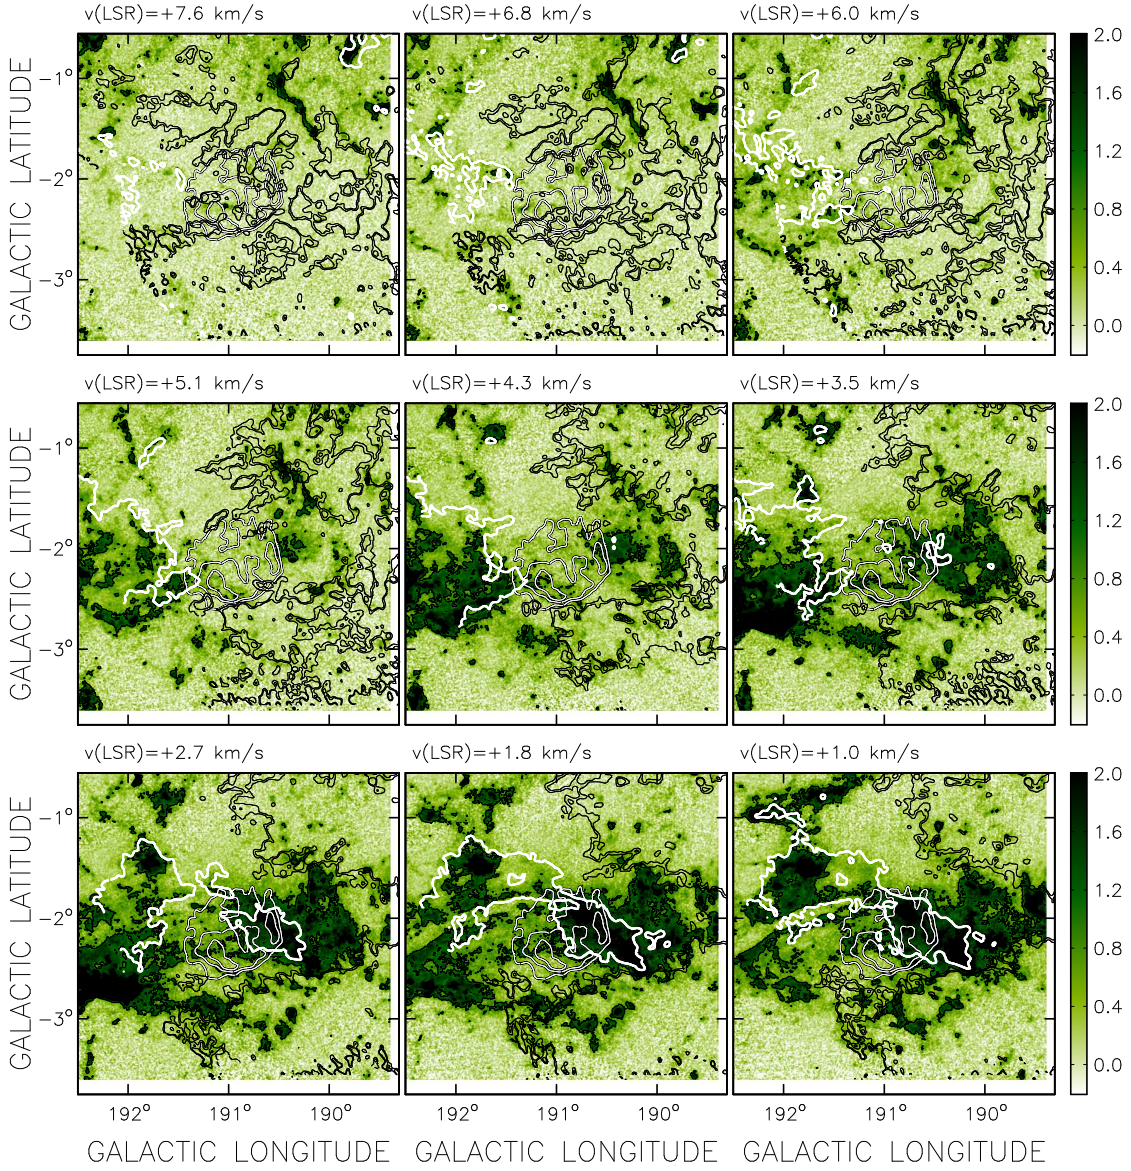 v(LSR)=+7.6 km/s v(LSR)=+6.8 km/s v(LSR)=+6.0 km/s
GALACTIC LATITUDE
−1° −2° −3°
2.0 1.6 1.2 0.8 0.4 0.0
v(LSR)=+5.1 km/s v(LSR)=+4.3 km/s v(LSR)=+3.5 km/s
GALACTIC LATITUDE
−1° −2° −3°
2.0 1.6 1.2 0.8 0.4 0.0
v(LSR)=+2.7 km/s v(LSR)=+1.8 km/s v(LSR)=+1.0 km/s
GALACTIC LATITUDE
−1° −2° −3°
2.0 1.6 1.2 0.8 0.4 0.0
192° 191° 190° 192° 191° 190° 192° 191° 190°
GALACTIC LONGITUDE GALACTIC LONGITUDE GALACTIC LONGITUDE